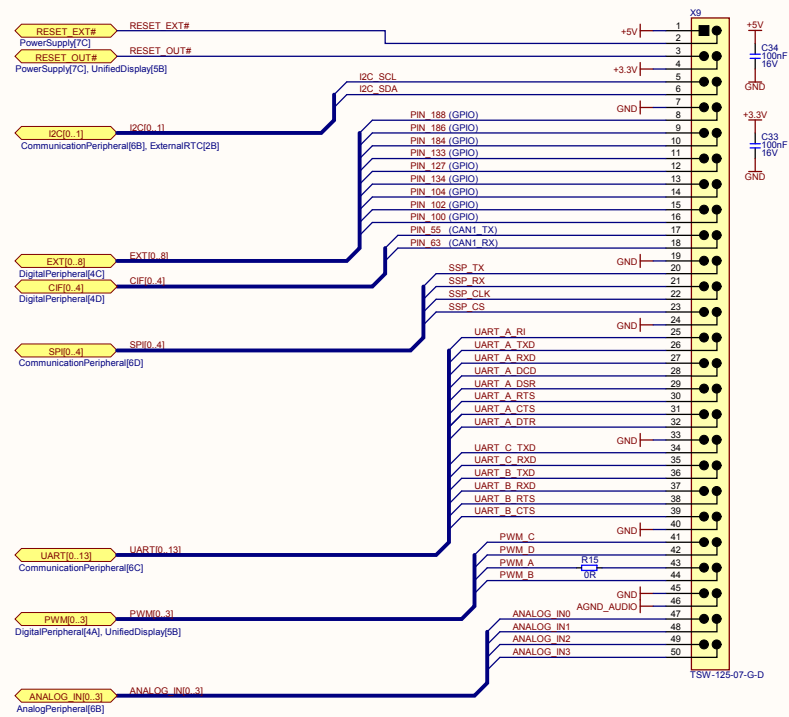 X9
RESET_EXT# RESET_EXT# +5V 1 +5V
PowerSupply[7C] 2
RESET_OUT# RESET_OUT# 3 C34
PowerSupply[7C], UnifiedDisplay[5B] +3.3V 4 100nF
I2C_SCL 5 16V
I2C_SDA 6 GND
GND 7
PIN_188 (GPIO) 8 +3.3V
I2C[0..1] I2C[0..1] PIN_186 (GPIO) 9 C33
CommunicationPeripheral[6B], ExternalRTC[2B] PIN_184 (GPIO) 10 100nF
PIN_133 (GPIO) 11 16V
PIN_127 (GPIO) 12 GND
PIN_134 (GPIO) 13
PIN_104 (GPIO) 14
PIN_102 (GPIO) 15
PIN_100 (GPIO) 16
PIN_55 (CAN1_TX) 17
PIN_63 (CAN1_RX) 18
EXT[0..8] EXT[0..8] GND 19
DigitalPeripheral[4C] SSP_TX 20
CIF[0..4] CIF[0..4] SSP_RX 21
DigitalPeripheral[4D] SSP_CLK 22
SSP_CS 23
GND 24
UART_A_RI 25
SPI[0..4] SPI[0..4] UART_A_TXD 26
CommunicationPeripheral[6D] UART_A_RXD 27
UART_A_DCD 28
UART_A_DSR 29
UART_A_RTS 30
UART_A_CTS 31
UART_A_DTR 32
GND 33
UART_C_TXD 34
UART_C_RXD 35
UART_B_TXD 36
UART_B_RXD 37
UART_B_RTS 38
UART_B_CTS 39
GND 40
PWM_C 41
UART[0..13] UART[0..13] PWM_D 42
CommunicationPeripheral[6C] PWM_A R15 0R 43
PWM_B 44
GND 45
AGND_AUDIO 46
PWM[0..3] PWM[0..3] ANALOG_IN0 47
DigitalPeripheral[4A], UnifiedDisplay[5B] ANALOG_IN1 48
ANALOG_IN2 49
ANALOG_IN3 50
TSW-125-07-G-D
ANALOG_IN[0..3] ANALOG_IN[0..3]
AnalogPeripheral[6B]